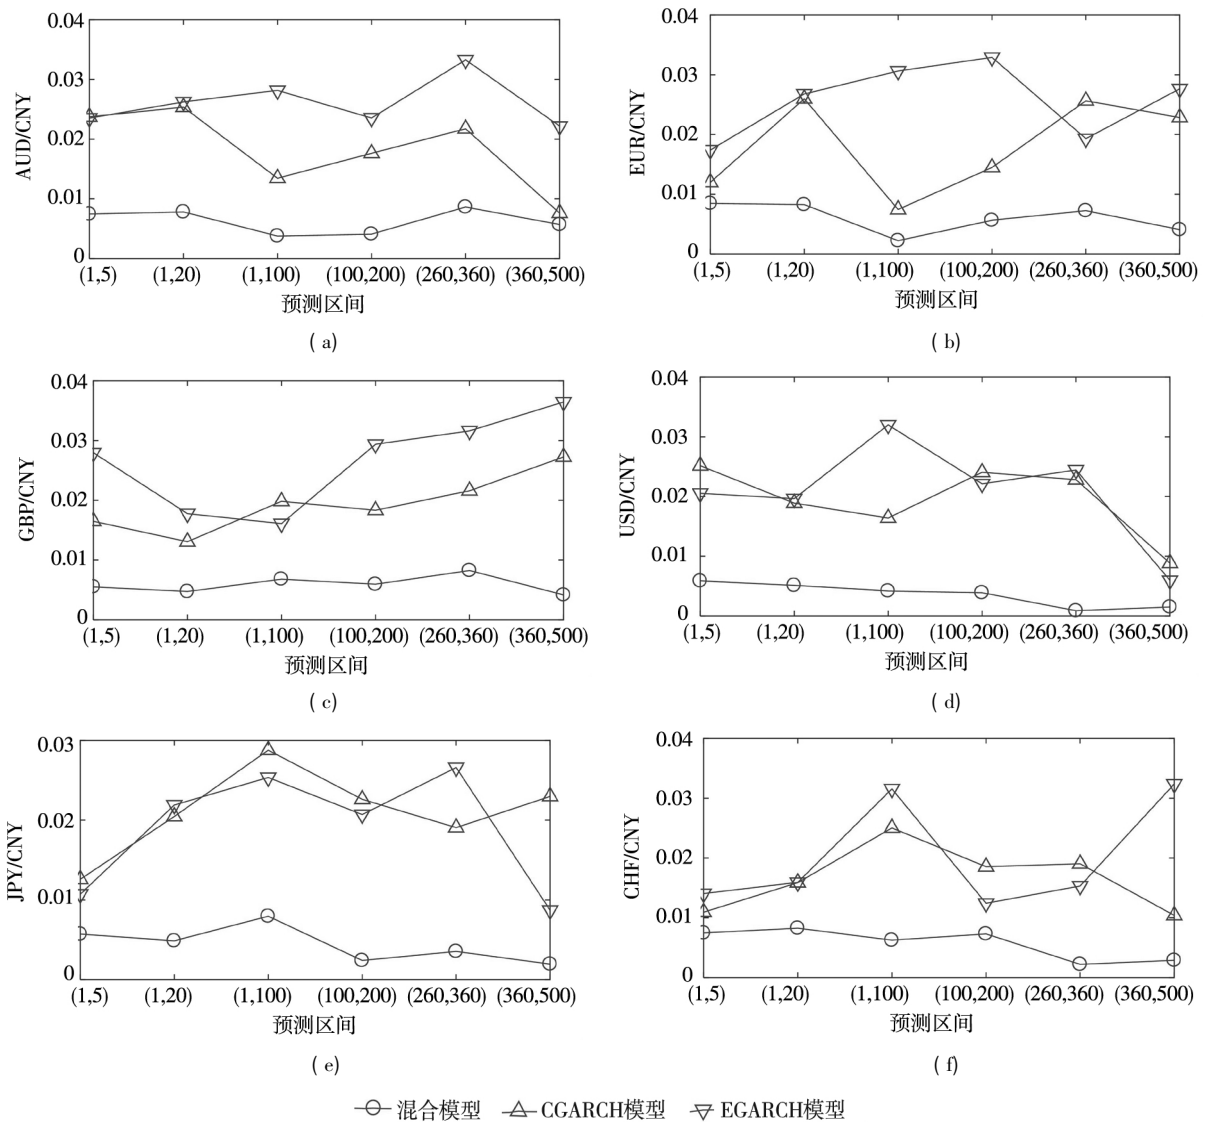 0.04
0.03
0.02
0.01
0
AUD/CNY
(1,5) (1,20) (1,100) (100,200) (260,360) (360,500)
预测区间
( a)
0.04
0.03
0.02
0.01
0
EUR/CNY
(1,5) (1,20) (1,100) (100,200) (260,360) (360,500)
预测区间
( b)
0.04
0.03
0.02
0.01
0
GBP/CNY
(1,5) (1,20) (1,100) (100,200) (260,360) (360,500)
预测区间
( c)
0.04
0.03
0.02
0.01
0
USD/CNY
(1,5) (1,20) (1,100) (100,200) (260,360) (360,500)
预测区间
( d)
0.03
0.02
0.01
0
JPY/CNY
(1,5) (1,20) (1,100) (100,200) (260,360) (360,500)
预测区间
( e)
0.04
0.03
0.02
0.01
0
CHF/CNY
(1,5) (1,20) (1,100) (100,200) (260,360) (360,500)
预测区间
( f)
混合模型 CGARCH模型 EGARCH模型